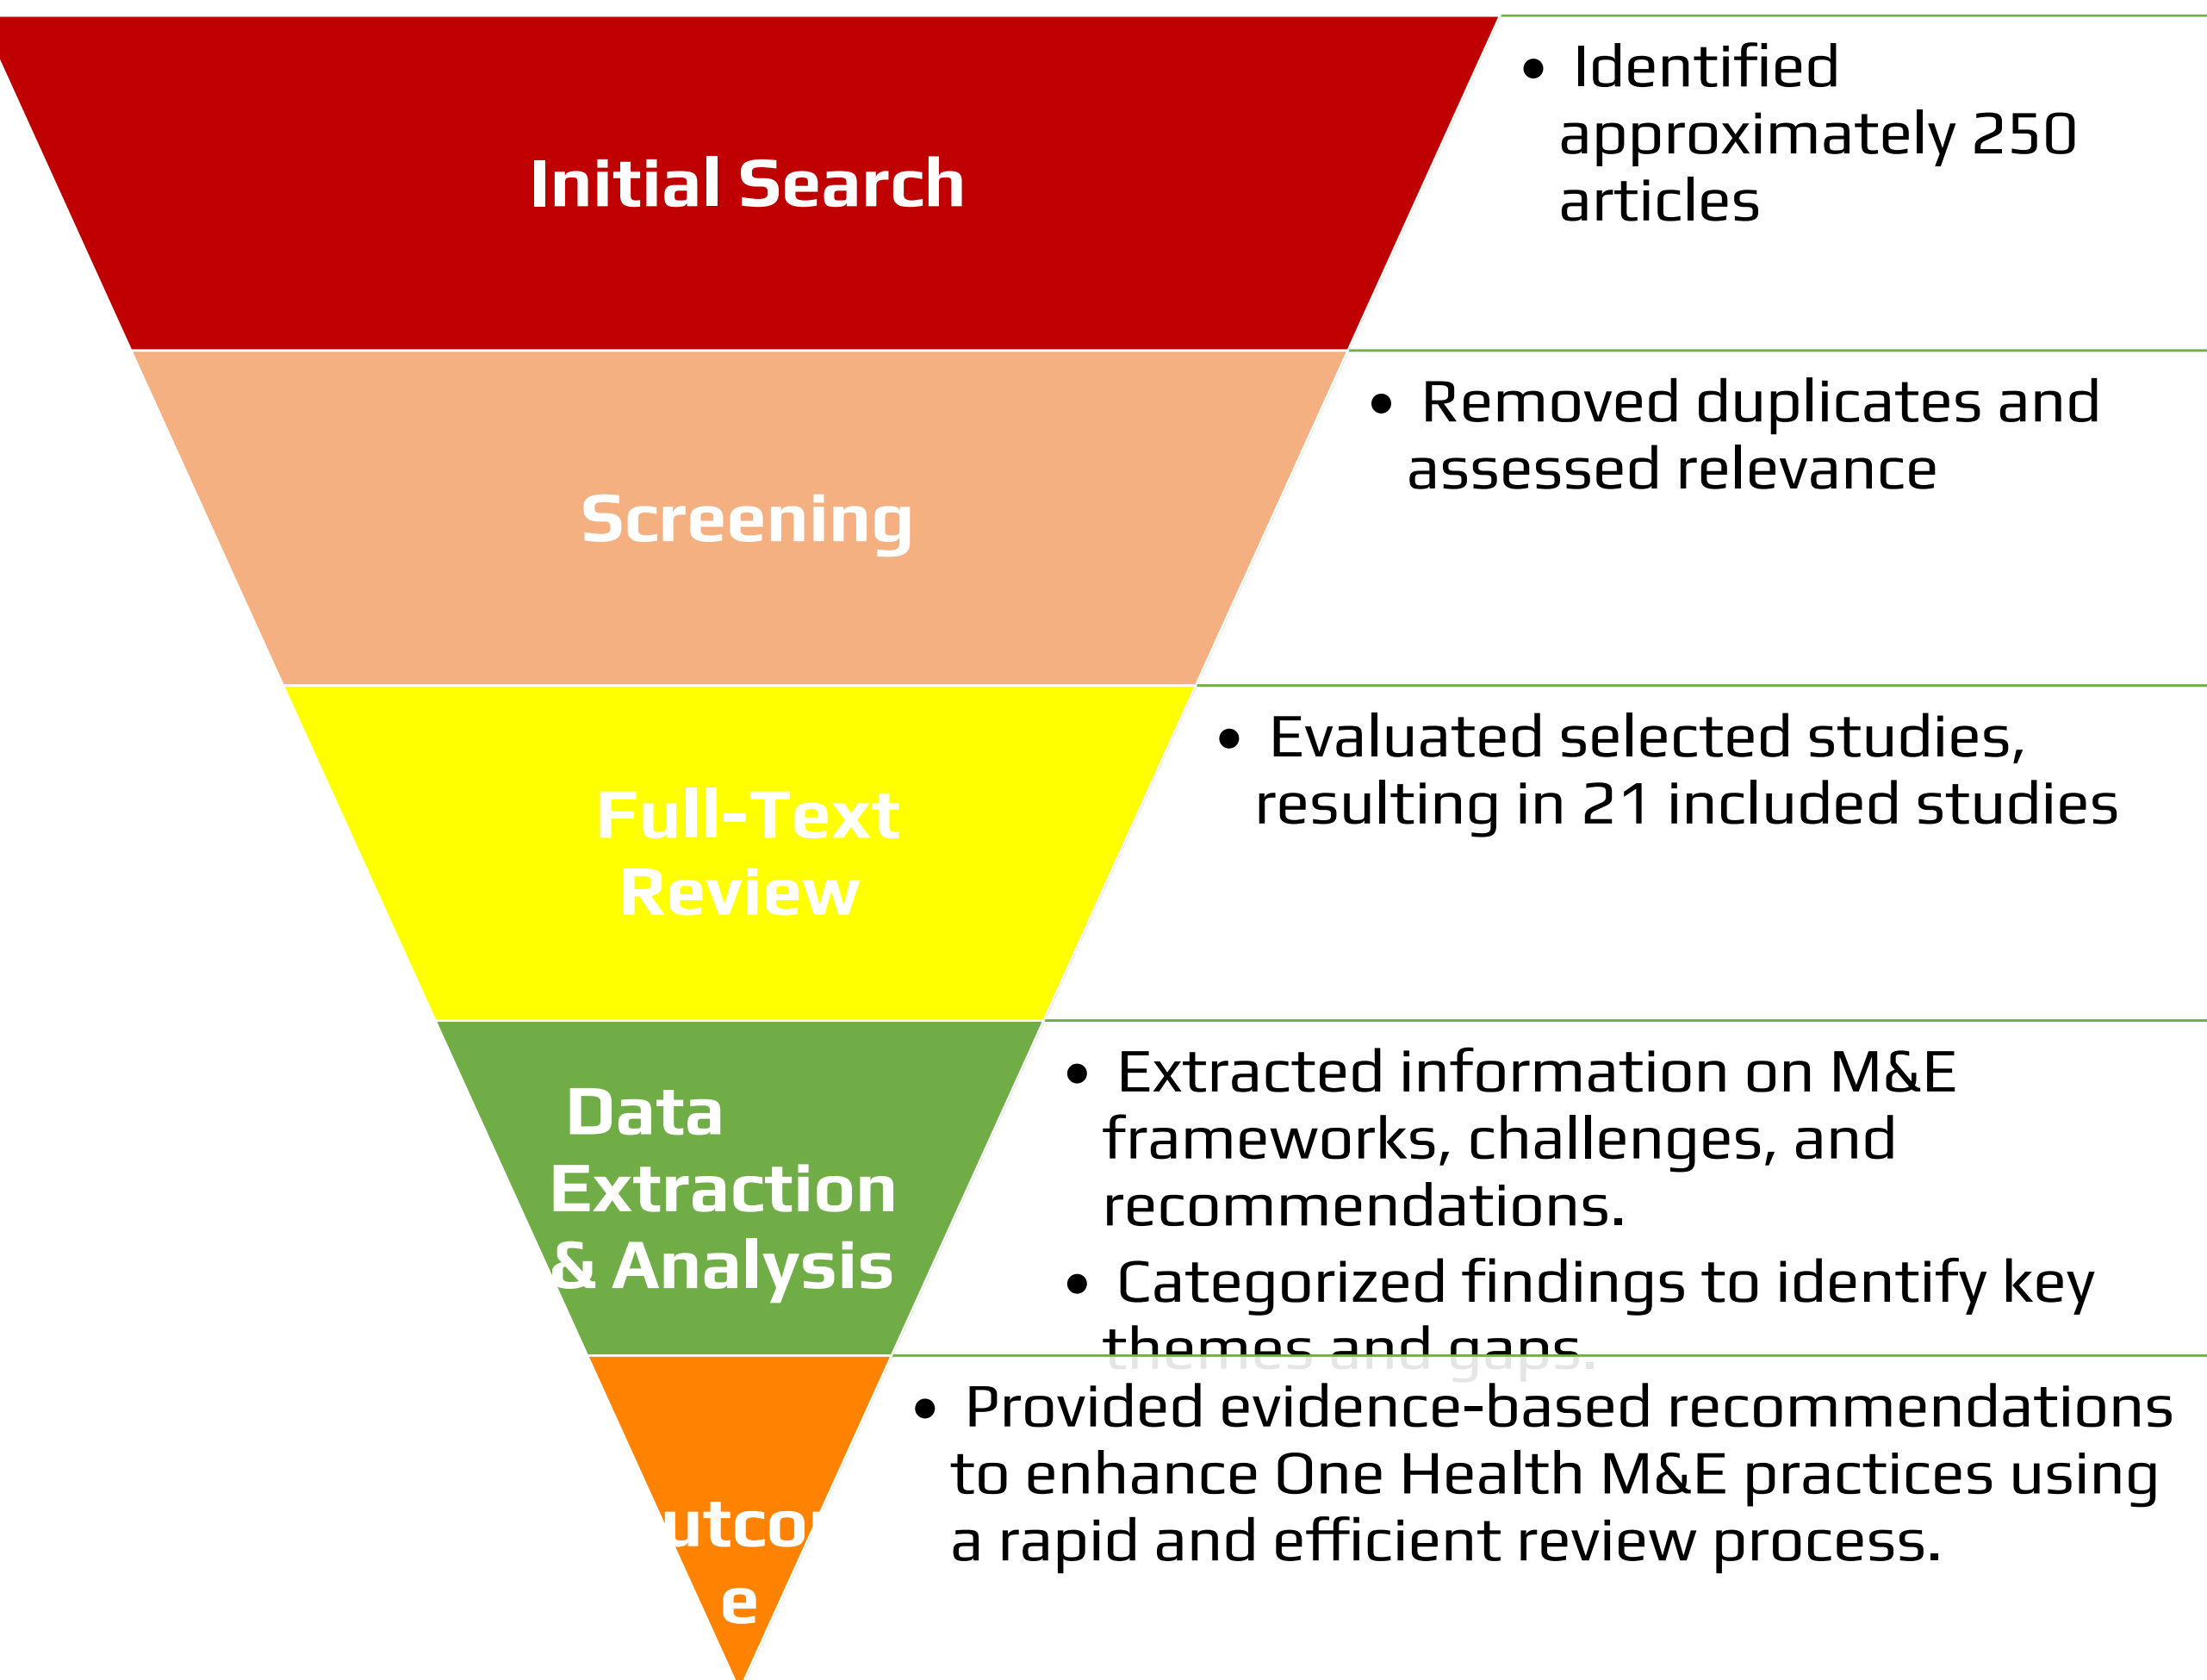 Initial Search
• Identified
approximately 250
articles
Screening
• Removed duplicates and
assessed relevance
Full-Text
Review
• Evaluated selected studies,
resulting in 21 included studies
Data
Extraction
& Analysis
• Extracted information on M&E
frameworks, challenges, and
recommendations.
• Categorized findings to identify key
themes and gaps.
utco
e
• Provided evidence-based recommendations
to enhance One Health M&E practices using
a rapid and efficient review process.